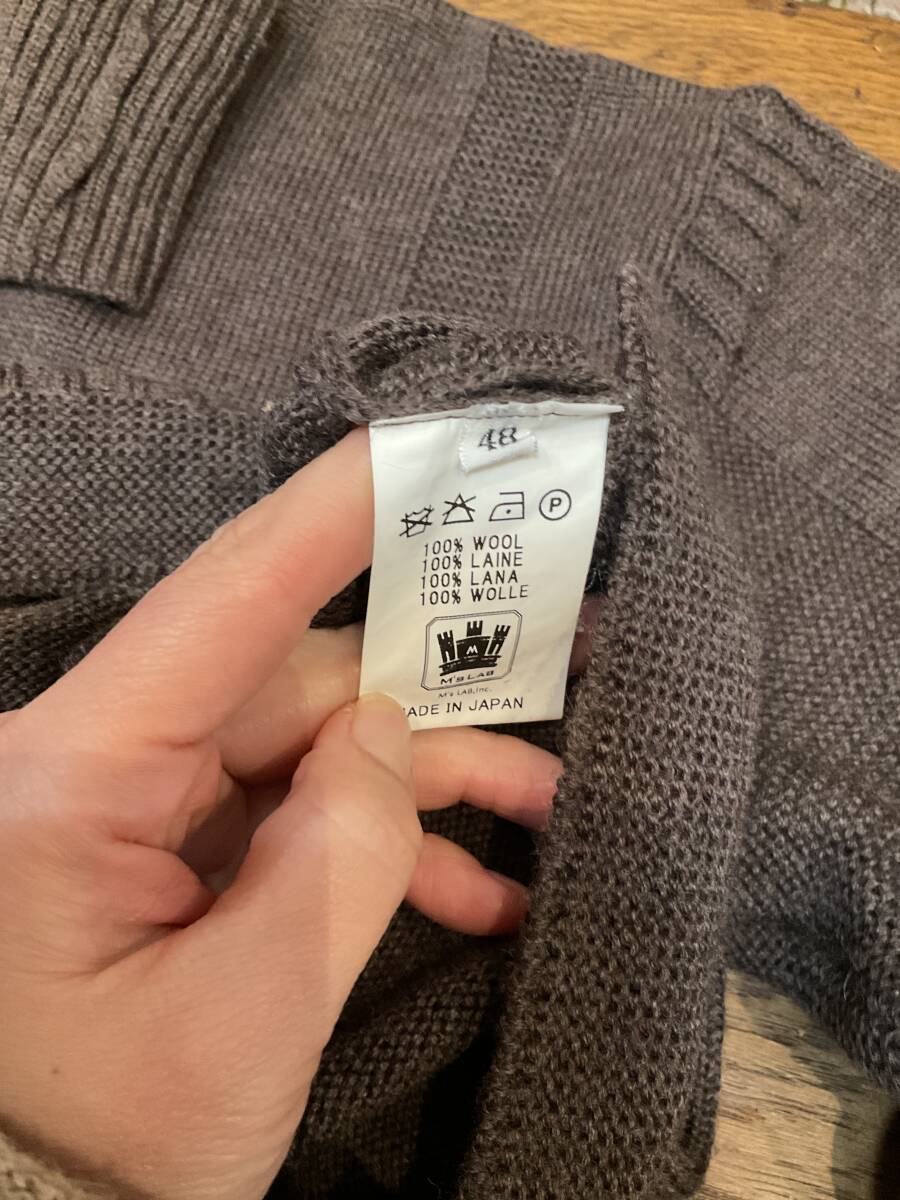 48
P
100% WOOL
100% LAINE
100% LANA
100% WOLLE
M
M'S LAB
M's LAB,Inc.
ADE IN JAPAN